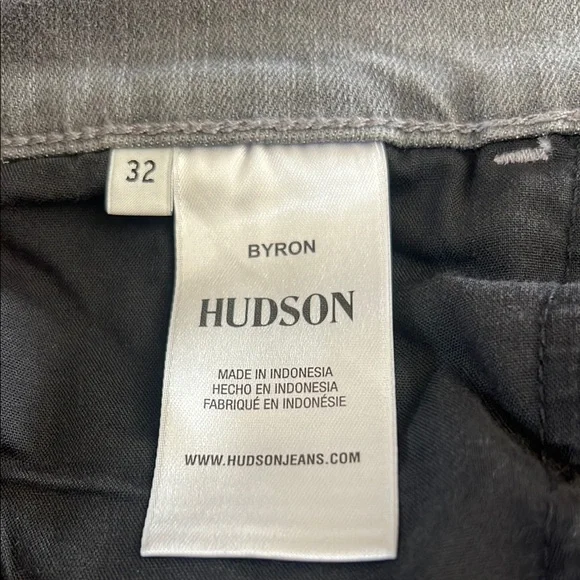 32
BYRON
HUDSON
MADE IN INDONESIA
HECHO EN INDONESIA
FABRIQUÉ EN INDONÉSIE
WWW.HUDSONJEANS.COM